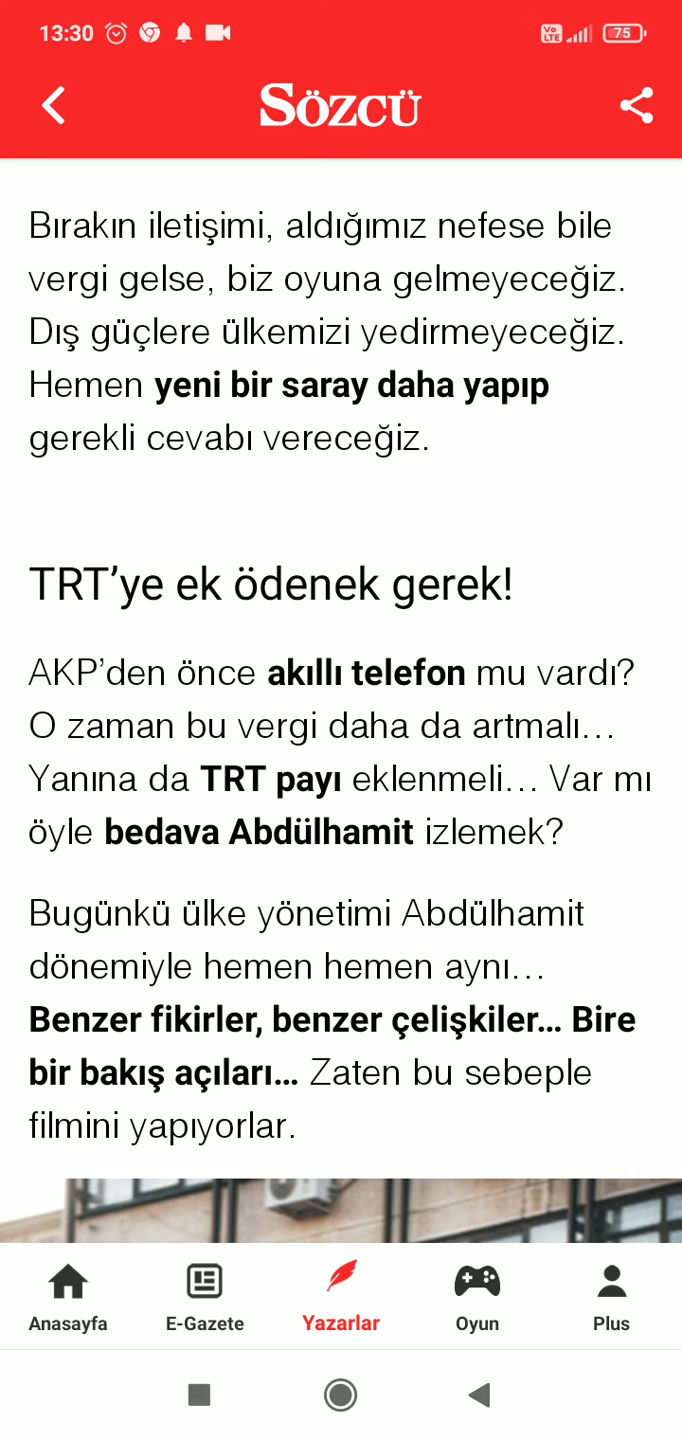 13:30
Vo LTE
75
SÖZCÜ
Bırakın iletişimi, aldığımız nefese bile
vergi gelse, biz oyuna gelmeyeceğiz.
Dış güçlere ülkemizi yedirmeyeceğiz.
Hemen yeni bir saray daha yapıp
gerekli cevabı vereceğiz.
TRT’ye ek ödenek gerek!
AKP’den önce akıllı telefon mu vardı?
O zaman bu vergi daha da artmalı…
Yanına da TRT payı eklenmeli… Var mı
öyle bedava Abdülhamit izlemek?
Bugünkü ülke yönetimi Abdülhamit
dönemiyle hemen hemen aynı…
Benzer fikirler, benzer çelişkiler… Bire
bir bakış açıları… Zaten bu sebeple
filmini yapıyorlar.
Anasayfa
E-Gazete
Yazarlar
Oyun
Plus